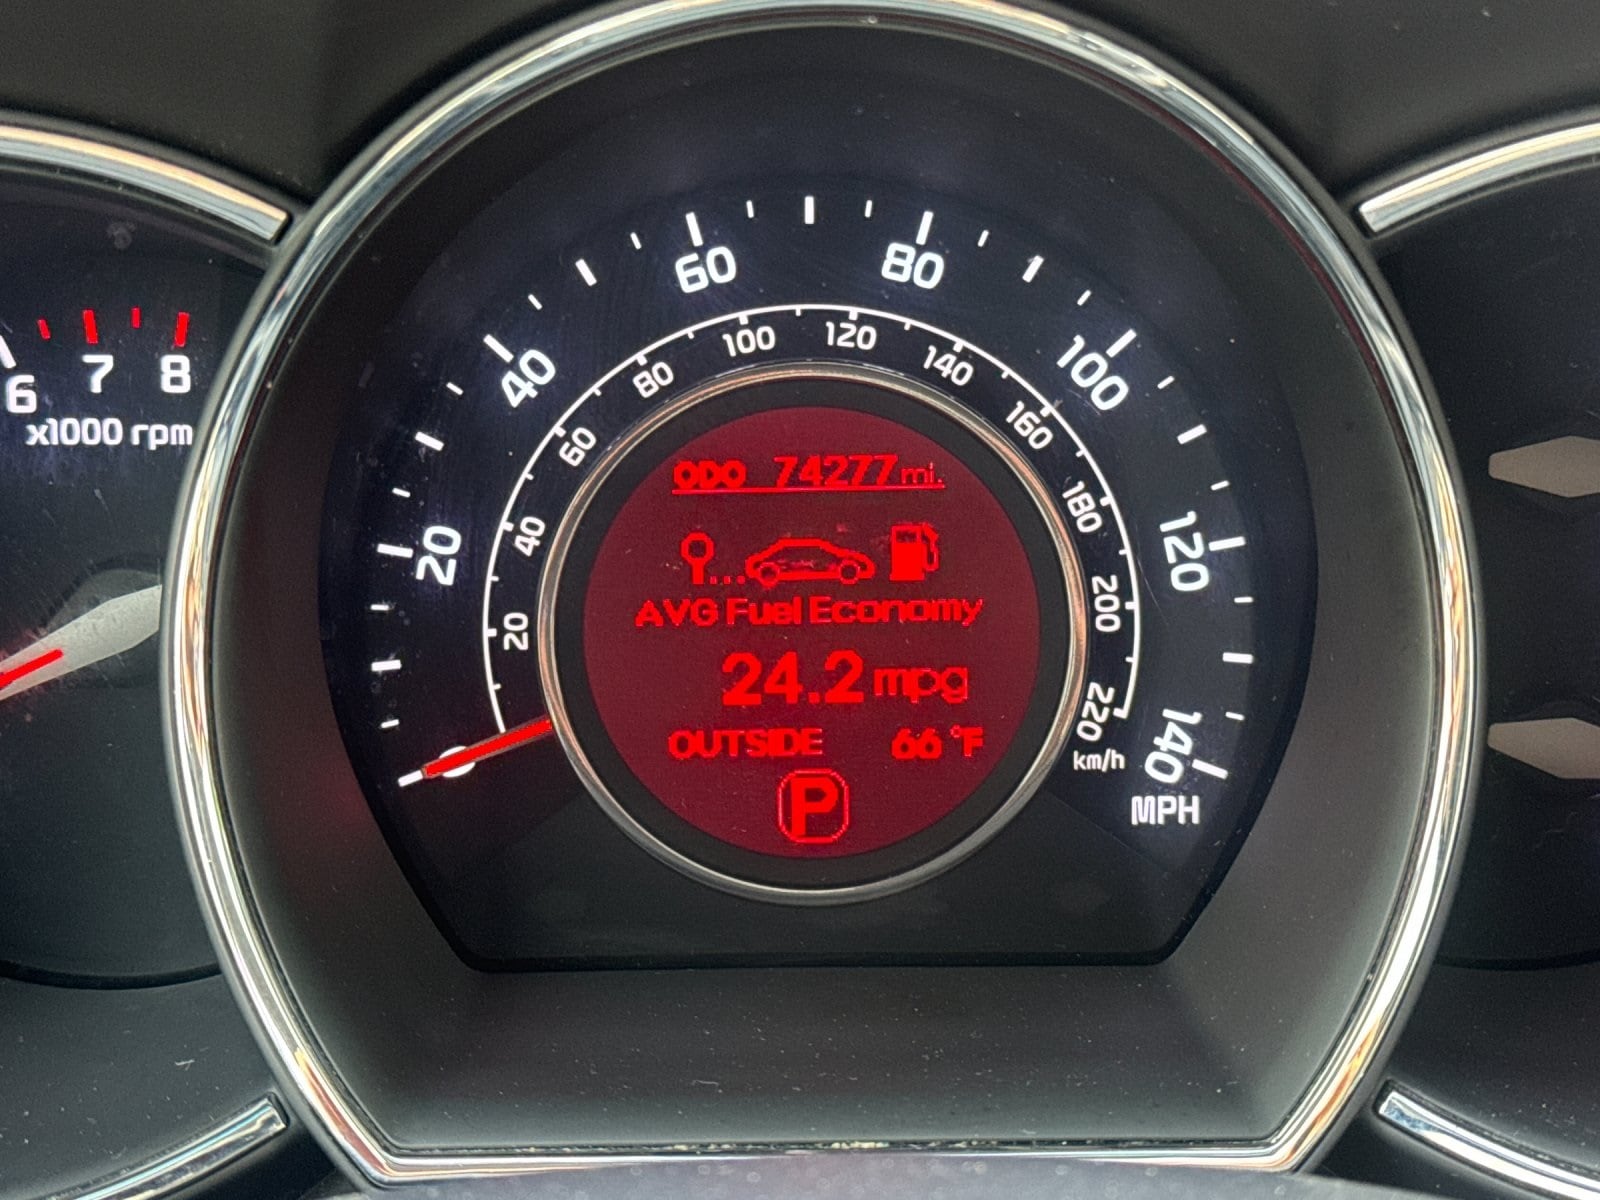 6 7 8
x1000 rpm
0 20 40 60 80 100 120 140
MPH
20 40 60 80 100 120 140 160 180 200 220
km/h
ODO 74277 mi.
AVG Fuel Economy
24.2 mpg
OUTSIDE 66 °F
P